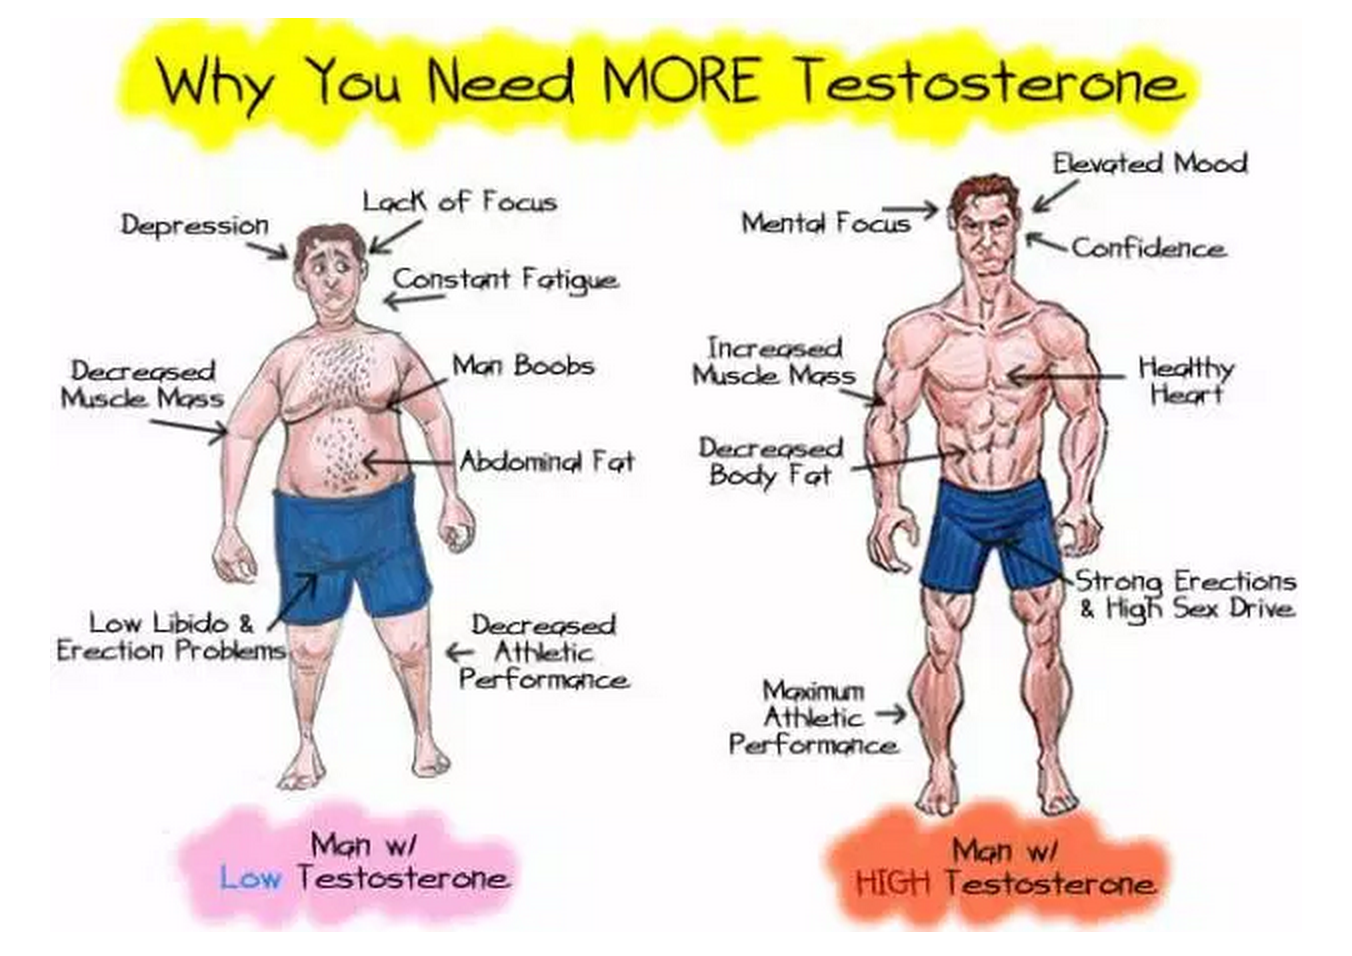 Why You Need MORE Testosterone
Depression
Lack of Focus
Constant Fatigue
Decreased
Muscle Mass
Man Boobs
Abdominal Fat
Low Libido &
Erection Problems
Decreased
Athletic
Performance
Man w/
Low Testosterone
Elevated Mood
Mental Focus
Confidence
Increased
Muscle Mass
Healthy
Heart
Decreased
Body Fat
Strong Erections
& High Sex Drive
Maximum
Athletic
Performance
Man w/
HIGH Testosterone